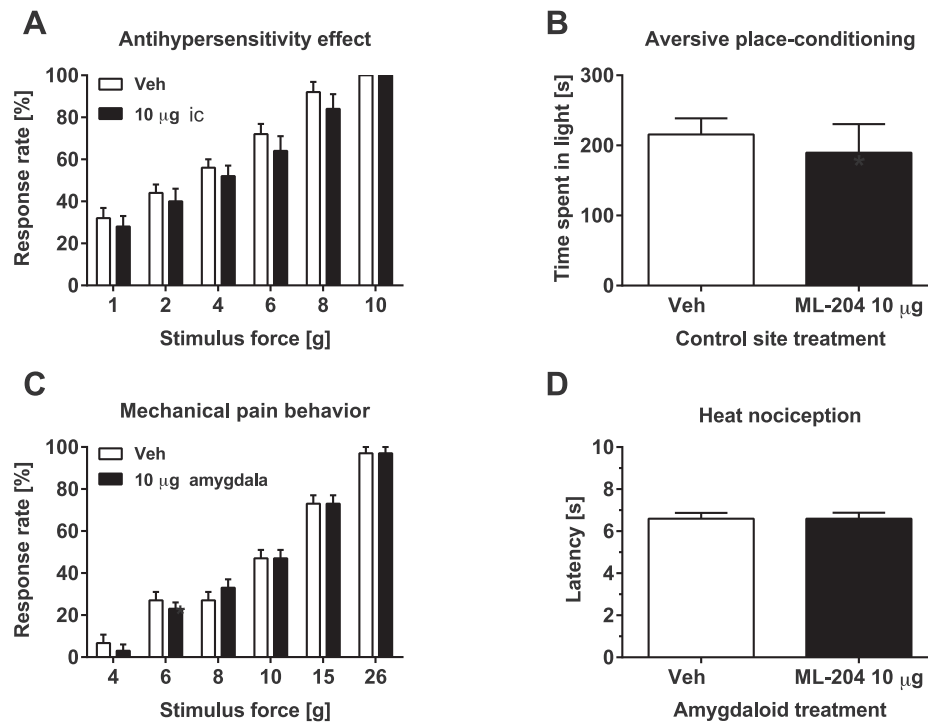 A
Antihypersensitivity effect
Response rate [%]
100
80
60
40
20
0
Veh
10 μg ic
1 2 4 6 8 10
Stimulus force [g]
B
Aversive place-conditioning
Time spent in light [s]
300
200
100
0
*
Veh ML-204 10 μg
Control site treatment
C
Mechanical pain behavior
Response rate [%]
100
80
60
40
20
0
Veh
10 μg amygdala
*
4 6 8 10 15 26
Stimulus force [g]
D
Heat nociception
Latency [s]
10
8
6
4
2
0
Veh ML-204 10 μg
Amygdaloid treatment